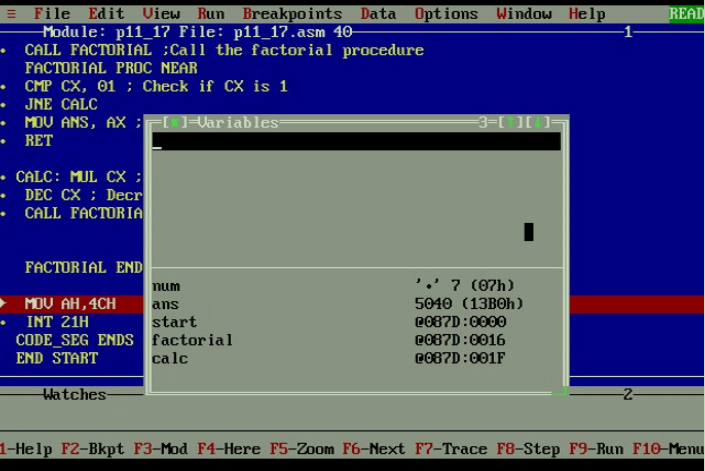 ≡ File Edit View Run Breakpoints Data Options Window Help READ
Module: p11_17 File: p11_17.asm 40 1
CALL FACTORIAL ;Call the factorial procedure
FACTORIAL PROC NEAR
CMP CX, 01 ; Check if CX is 1
JNE CALC
MOV ANS, AX ;
RET
CALC: MUL CX ;
DEC CX ; Decr
CALL FACTORIA
FACTORIAL END
MOV AH,4CH
INT 21H
CODE_SEG ENDS
END START
[■]=Variables 3=[↑][↓]
num '•' 7 (07h)
ans 5040 (13B0h)
start @087D:0000
factorial @087D:0016
calc @087D:001F
Watches 2
1-Help F2-Bkpt F3-Mod F4-Here F5-Zoom F6-Next F7-Trace F8-Step F9-Run F10-Menu